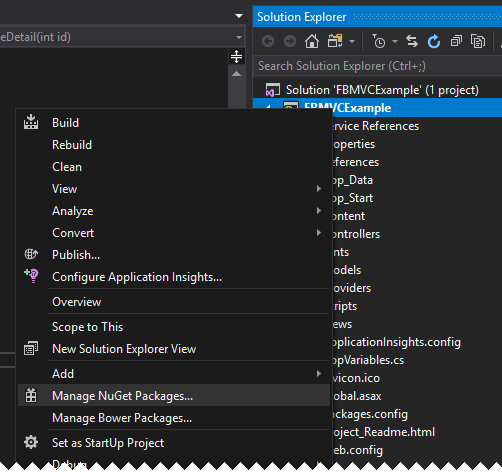 Solution Explorer
eDetail(int id)
Search Solution Explorer (Ctrl+;)
Solution 'FBMVCExample' (1 project)
FBMVCExample
ervice References
operties
eferences
pp_Data
pp_Start
ontent
ontrollers
nts
odels
oviders
ripts
ews
pplicationInsights.config
ppVariables.cs
vicon.ico
lobal.asax
ackages.config
oject_Readme.html
eb.config
Build
Rebuild
Clean
View
Analyze
Convert
Publish...
Configure Application Insights...
Overview
Scope to This
New Solution Explorer View
Add
Manage NuGet Packages...
Manage Bower Packages...
Set as StartUp Project
Debug